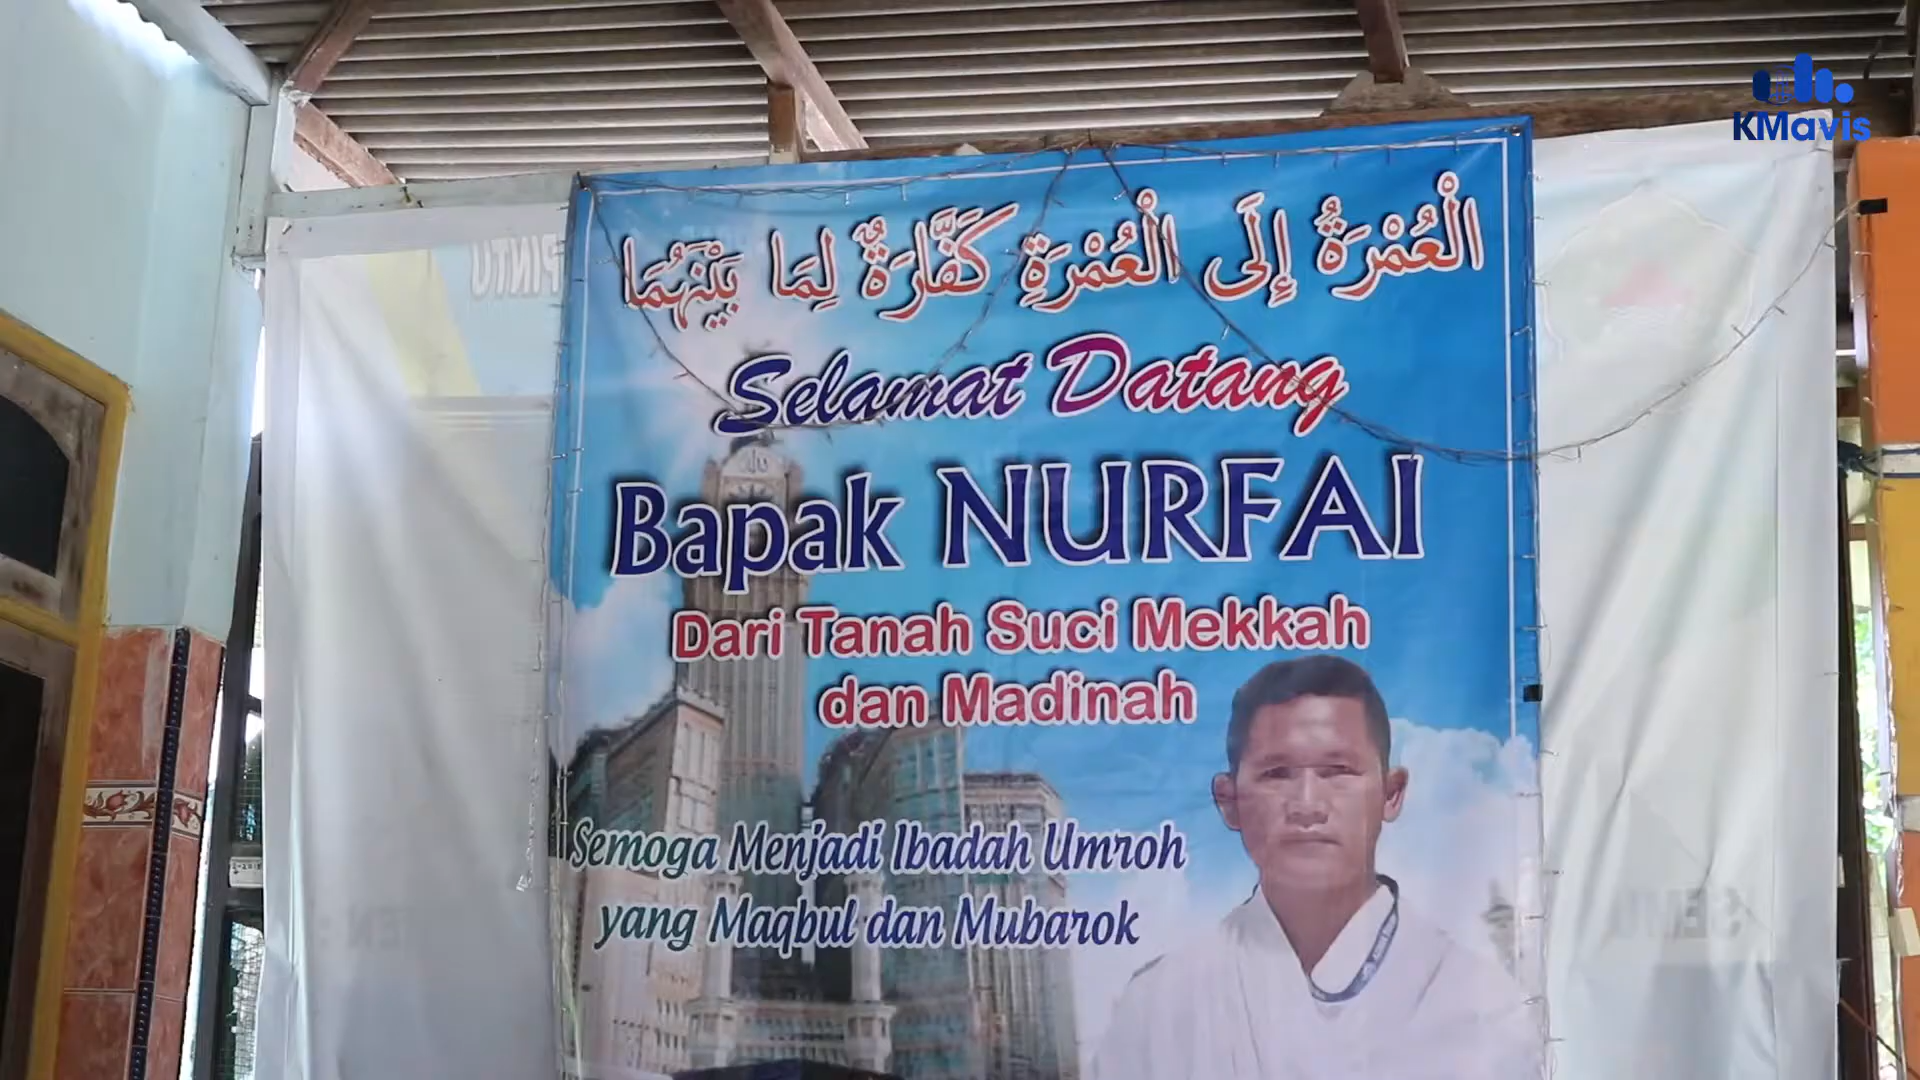 KMavis
الْعُمْرَةُ إِلَى الْعُمْرَةِ كَفَّارَةٌ لِمَا بَيْنَهُمَا
Selamat Datang
Bapak NURFAI
Dari Tanah Suci Mekkah
dan Madinah
Semoga Menjadi Ibadah Umroh
yang Maqbul dan Mubarok
PINTU